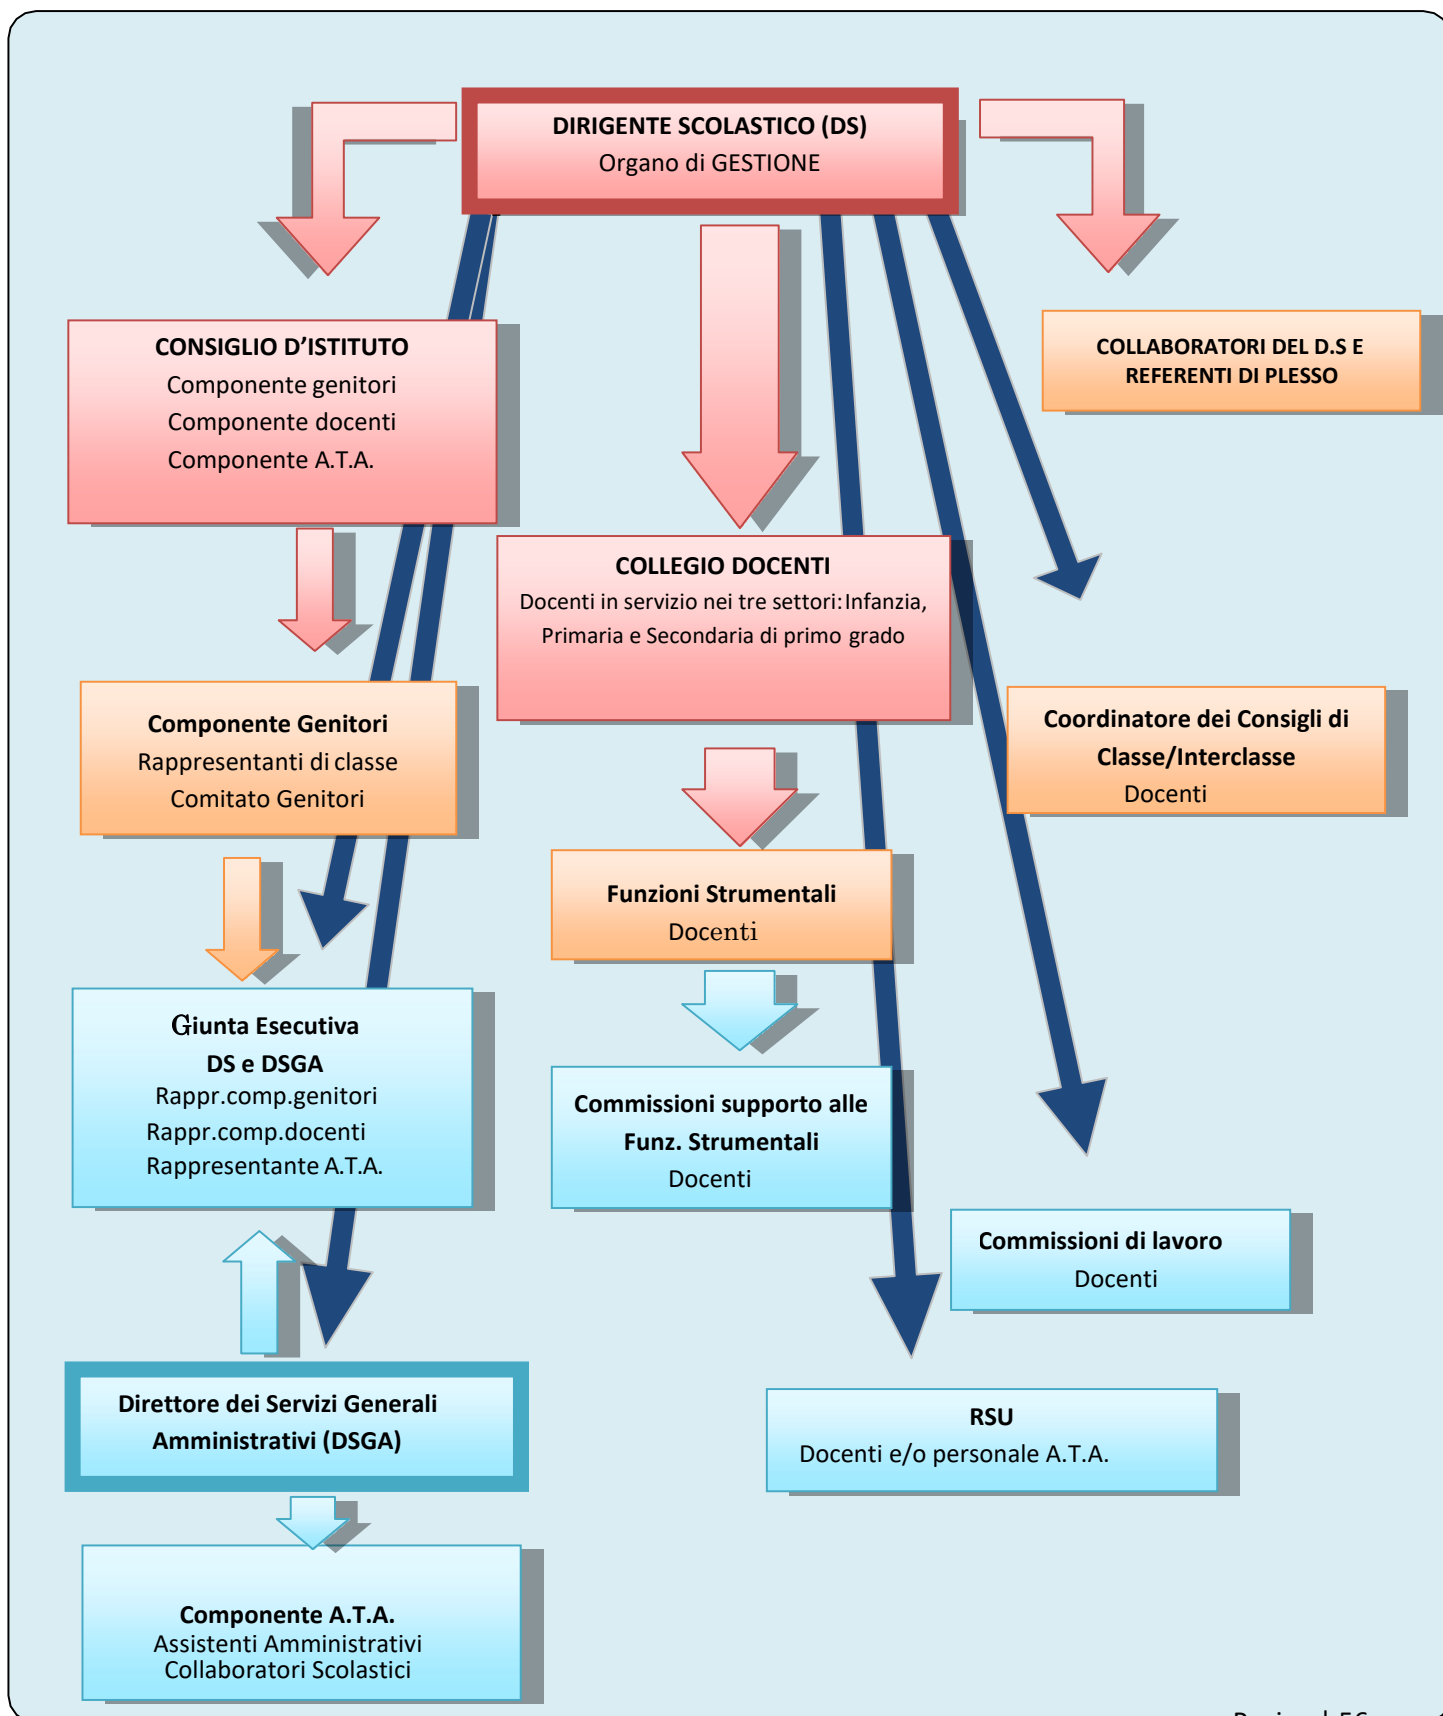 DIRIGENTE SCOLASTICO (DS)
Organo di GESTIONE
CONSIGLIO D’ISTITUTO
Componente genitori
Componente docenti
Componente A.T.A.
COLLABORATORI DEL D.S E
REFERENTI DI PLESSO
COLLEGIO DOCENTI
Docenti in servizio nei tre settori: Infanzia,
Primaria e Secondaria di primo grado
Componente Genitori
Rappresentanti di classe
Comitato Genitori
Coordinatore dei Consigli di
Classe/Interclasse
Docenti
Funzioni Strumentali
Docenti
Giunta Esecutiva
DS e DSGA
Rappr.comp.genitori
Rappr.comp.docenti
Rappresentante A.T.A.
Commissioni supporto alle
Funz. Strumentali
Docenti
Commissioni di lavoro
Docenti
Direttore dei Servizi Generali
Amministrativi (DSGA)
RSU
Docenti e/o personale A.T.A.
Componente A.T.A.
Assistenti Amministrativi
Collaboratori Scolastici